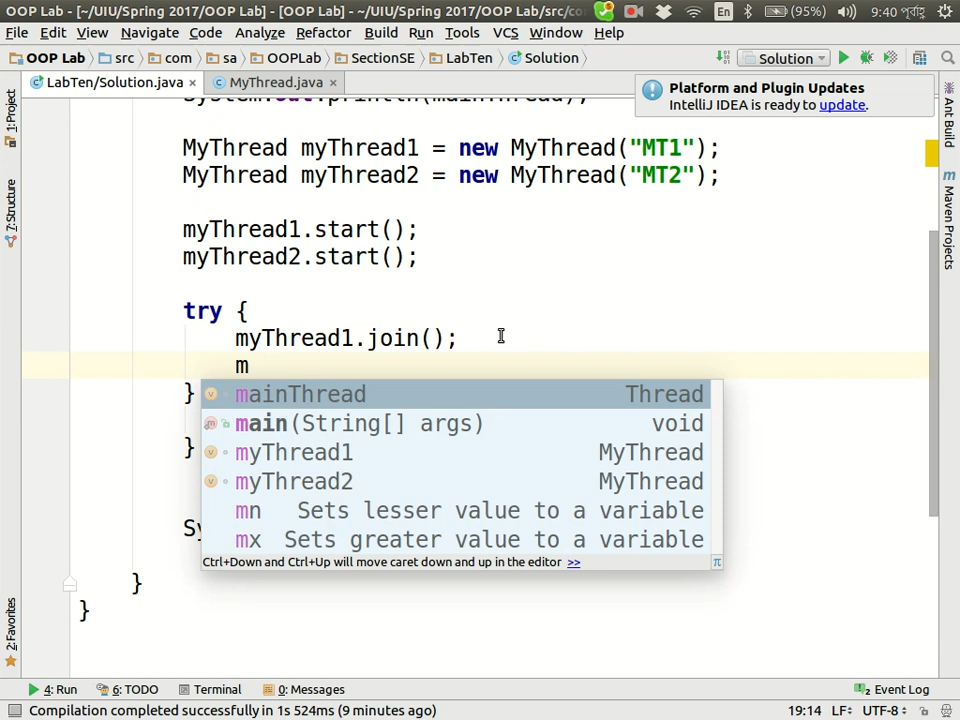 OOP Lab - [~/UIU/Spring 2017/OOP Lab] - [OOP Lab] - ~/UIU/Spring 2017/OOP Lab/src/co
En (95%) 9:40 পূর্বাহ্ণ
File Edit View Navigate Code Analyze Refactor Build Run Tools VCS Window Help
OOP Lab src com sa OOPLab SectionSE LabTen Solution Solution
LabTen/Solution.java × MyThread.java ×
System.out.println(mainThread);
Platform and Plugin Updates
IntelliJ IDEA is ready to update.
MyThread myThread1 = new MyThread("MT1");
MyThread myThread2 = new MyThread("MT2");
myThread1.start();
myThread2.start();
try {
myThread1.join();
m
}
mainThread Thread
main(String[] args) void
}
myThread1 MyThread
myThread2 MyThread
mn Sets lesser value to a variable
Sy
mx Sets greater value to a variable
Ctrl+Down and Ctrl+Up will move caret down and up in the editor >> π
}
}
1: Project
7: Structure
2: Favorites
Ant Build
m Maven Projects
4: Run 6: TODO Terminal 0: Messages 2 Event Log
Compilation completed successfully in 1s 524ms (9 minutes ago) 19:14 LF÷ UTF-8÷